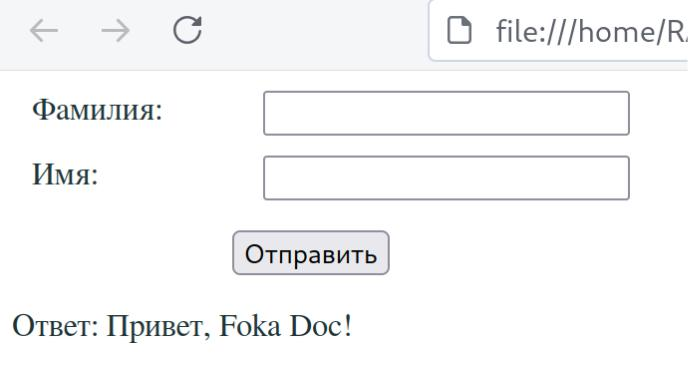 file:///home/R
Фамилия:
Имя:
Отправить
Ответ: Привет, Foka Doc!